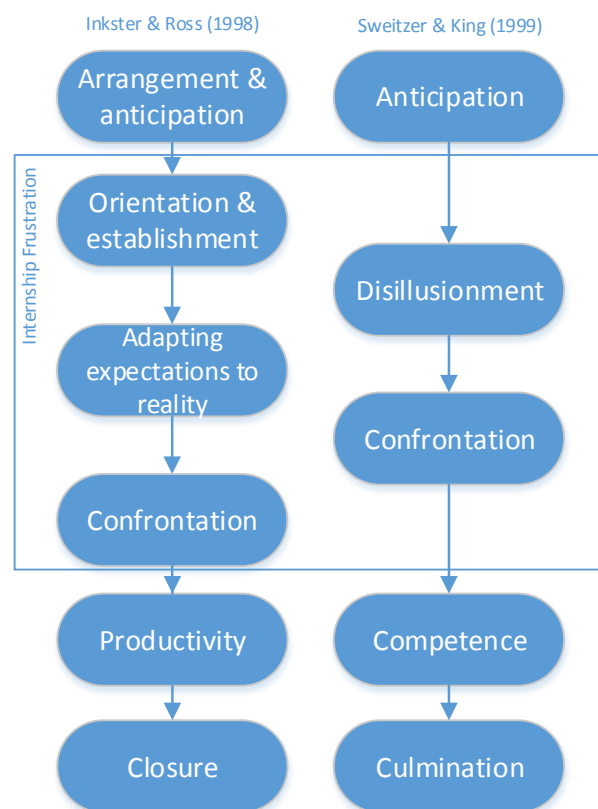 Inkster & Ross (1998)
Sweitzer & King (1999)
Arrangement &
anticipation
Anticipation
Internship Frustration
Orientation &
establishment
Disillusionment
Adapting
expectations to
reality
Confrontation
Confrontation
Productivity
Competence
Closure
Culmination